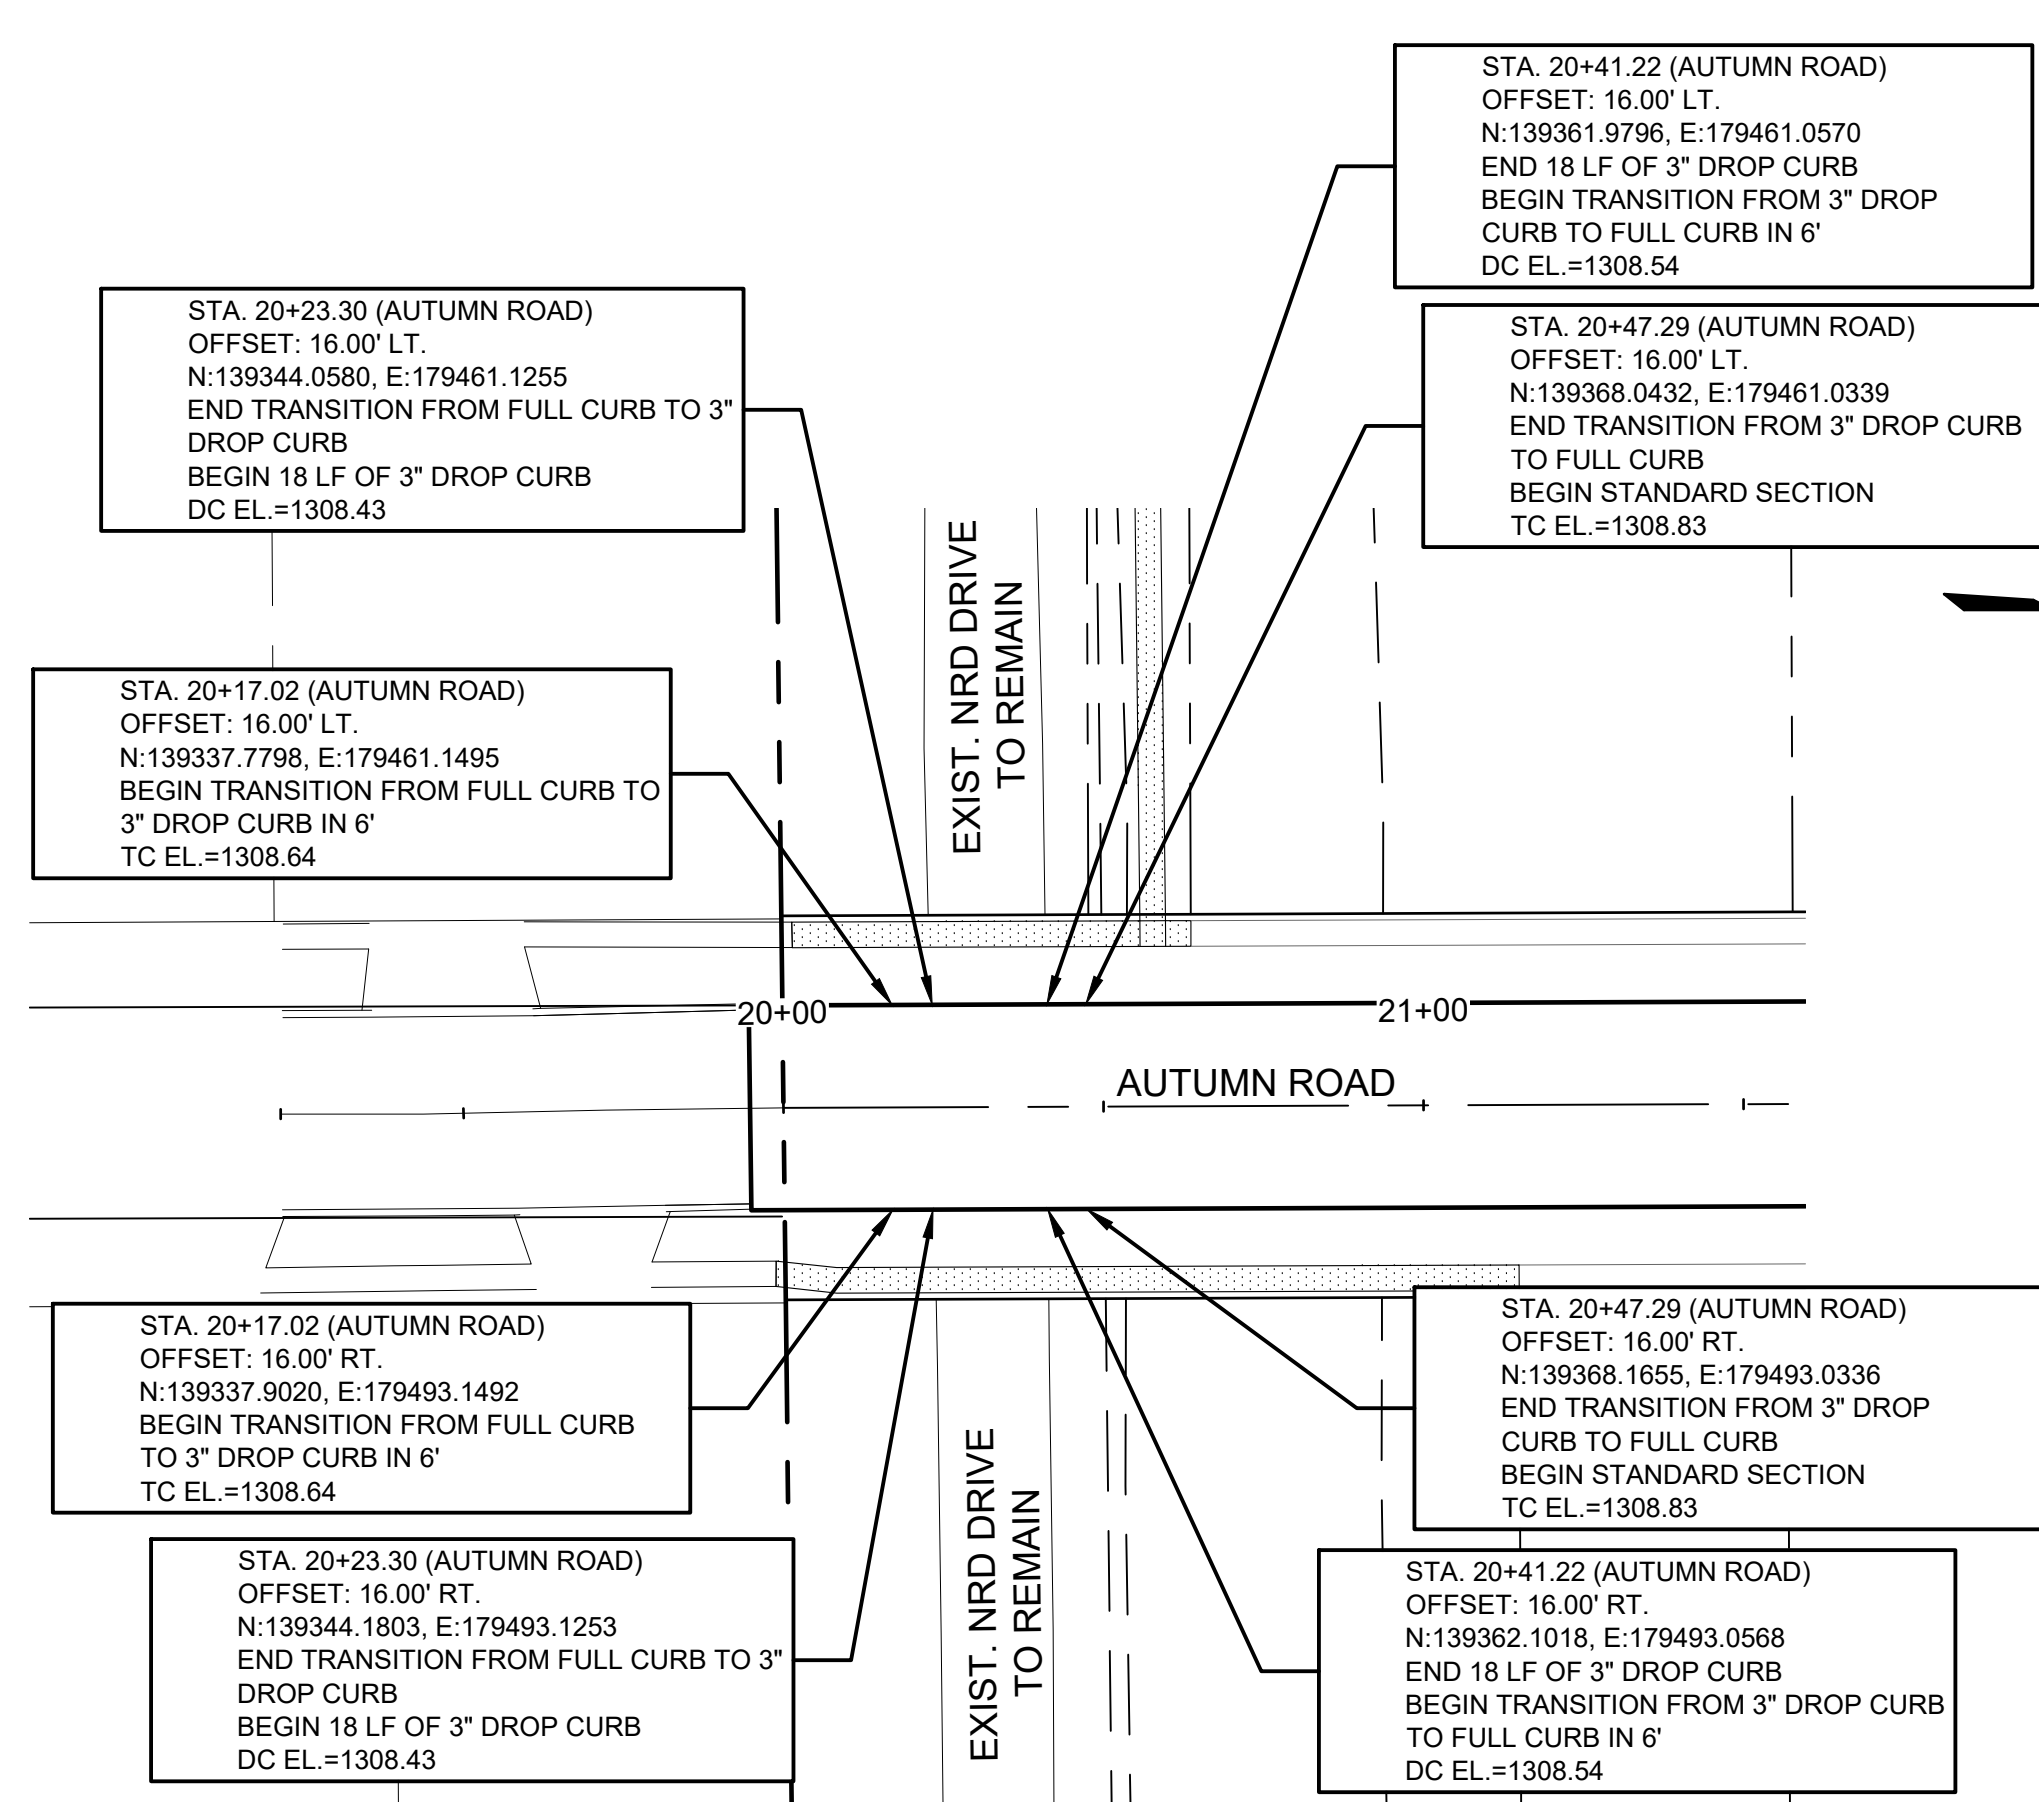 STA. 20+41.22 (AUTUMN ROAD)
OFFSET: 16.00' LT.
N:139361.9796, E:179461.0570
END 18 LF OF 3" DROP CURB
BEGIN TRANSITION FROM 3" DROP
CURB TO FULL CURB IN 6'
DC EL.=1308.54
STA. 20+23.30 (AUTUMN ROAD)
OFFSET: 16.00' LT.
N:139344.0580, E:179461.1255
END TRANSITION FROM FULL CURB TO 3"
DROP CURB
BEGIN 18 LF OF 3" DROP CURB
DC EL.=1308.43
STA. 20+47.29 (AUTUMN ROAD)
OFFSET: 16.00' LT.
N:139368.0432, E:179461.0339
END TRANSITION FROM 3" DROP CURB
TO FULL CURB
BEGIN STANDARD SECTION
TC EL.=1308.83
EXIST. NRD DRIVE
TO REMAIN
STA. 20+17.02 (AUTUMN ROAD)
OFFSET: 16.00' LT.
N:139337.7798, E:179461.1495
BEGIN TRANSITION FROM FULL CURB TO
3" DROP CURB IN 6'
TC EL.=1308.64
20+00
21+00
AUTUMN ROAD
STA. 20+17.02 (AUTUMN ROAD)
OFFSET: 16.00' RT.
N:139337.9020, E:179493.1492
BEGIN TRANSITION FROM FULL CURB
TO 3" DROP CURB IN 6'
TC EL.=1308.64
STA. 20+47.29 (AUTUMN ROAD)
OFFSET: 16.00' RT.
N:139368.1655, E:179493.0336
END TRANSITION FROM 3" DROP
CURB TO FULL CURB
BEGIN STANDARD SECTION
TC EL.=1308.83
EXIST. NRD DRIVE
TO REMAIN
STA. 20+23.30 (AUTUMN ROAD)
OFFSET: 16.00' RT.
N:139344.1803, E:179493.1253
END TRANSITION FROM FULL CURB TO 3"
DROP CURB
BEGIN 18 LF OF 3" DROP CURB
DC EL.=1308.43
STA. 20+41.22 (AUTUMN ROAD)
OFFSET: 16.00' RT.
N:139362.1018, E:179493.0568
END 18 LF OF 3" DROP CURB
BEGIN TRANSITION FROM 3" DROP CURB
TO FULL CURB IN 6'
DC EL.=1308.54